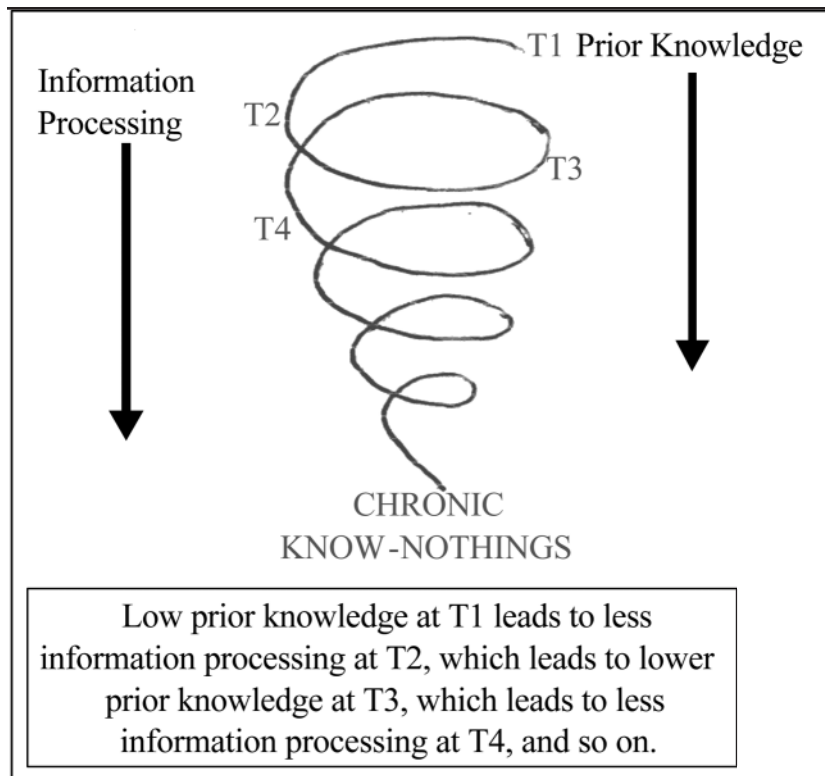 T1 Prior Knowledge
Information
Processing
T2
T3
T4
CHRONIC
KNOW-NOTHINGS
Low prior knowledge at T1 leads to less
information processing at T2, which leads to lower
prior knowledge at T3, which leads to less
information processing at T4, and so on.